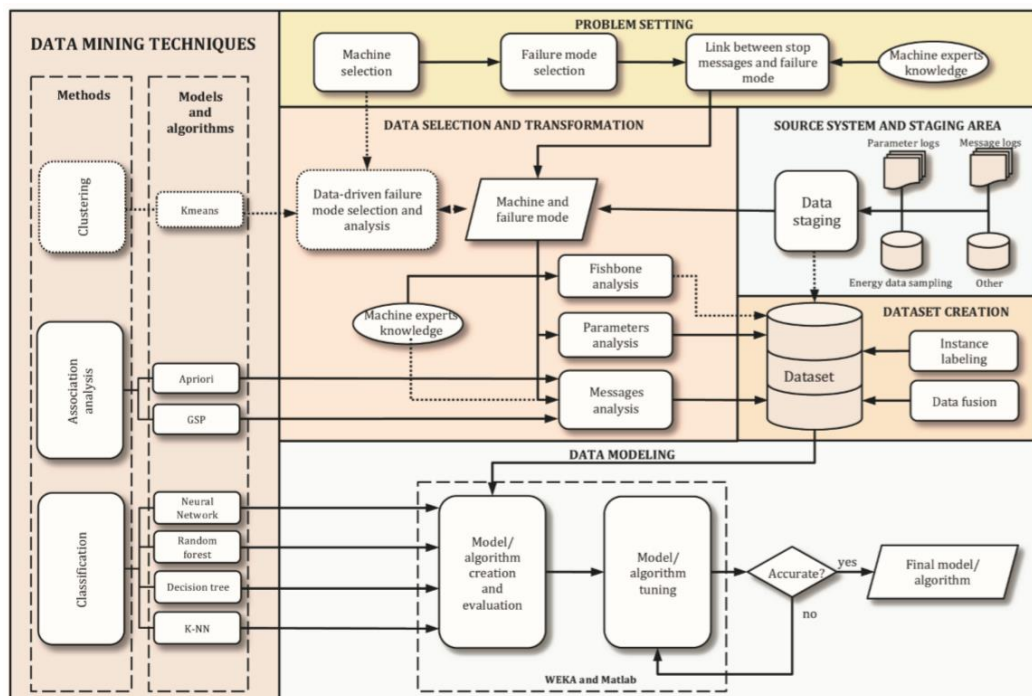 DATA MINING TECHNIQUES
Methods
Models
and
algorithms
Clustering
Kmeans
Association
analysis
Apriori
GSP
Classification
Neural
Network
Random
forest
Decision tree
K-NN
PROBLEM SETTING
Machine
selection
Failure mode
selection
Link between stop
messages and failure
mode
Machine experts
knowledge
DATA SELECTION AND TRANSFORMATION
Data-driven failure
mode selection and
analysis
Machine and
failure mode
Fishbone
analysis
Machine experts
knowledge
Parameters
analysis
Messages
analysis
SOURCE SYSTEM AND STAGING AREA
Parameter logs
Message logs
Data
staging
Energy data sampling
Other
DATASET CREATION
Dataset
Instance
labeling
Data fusion
DATA MODELING
Model/
algorithm
creation
and
evaluation
Model/
algorithm
tuning
Accurate?
yes
no
Final model/
algorithm
WEKA and Matlab